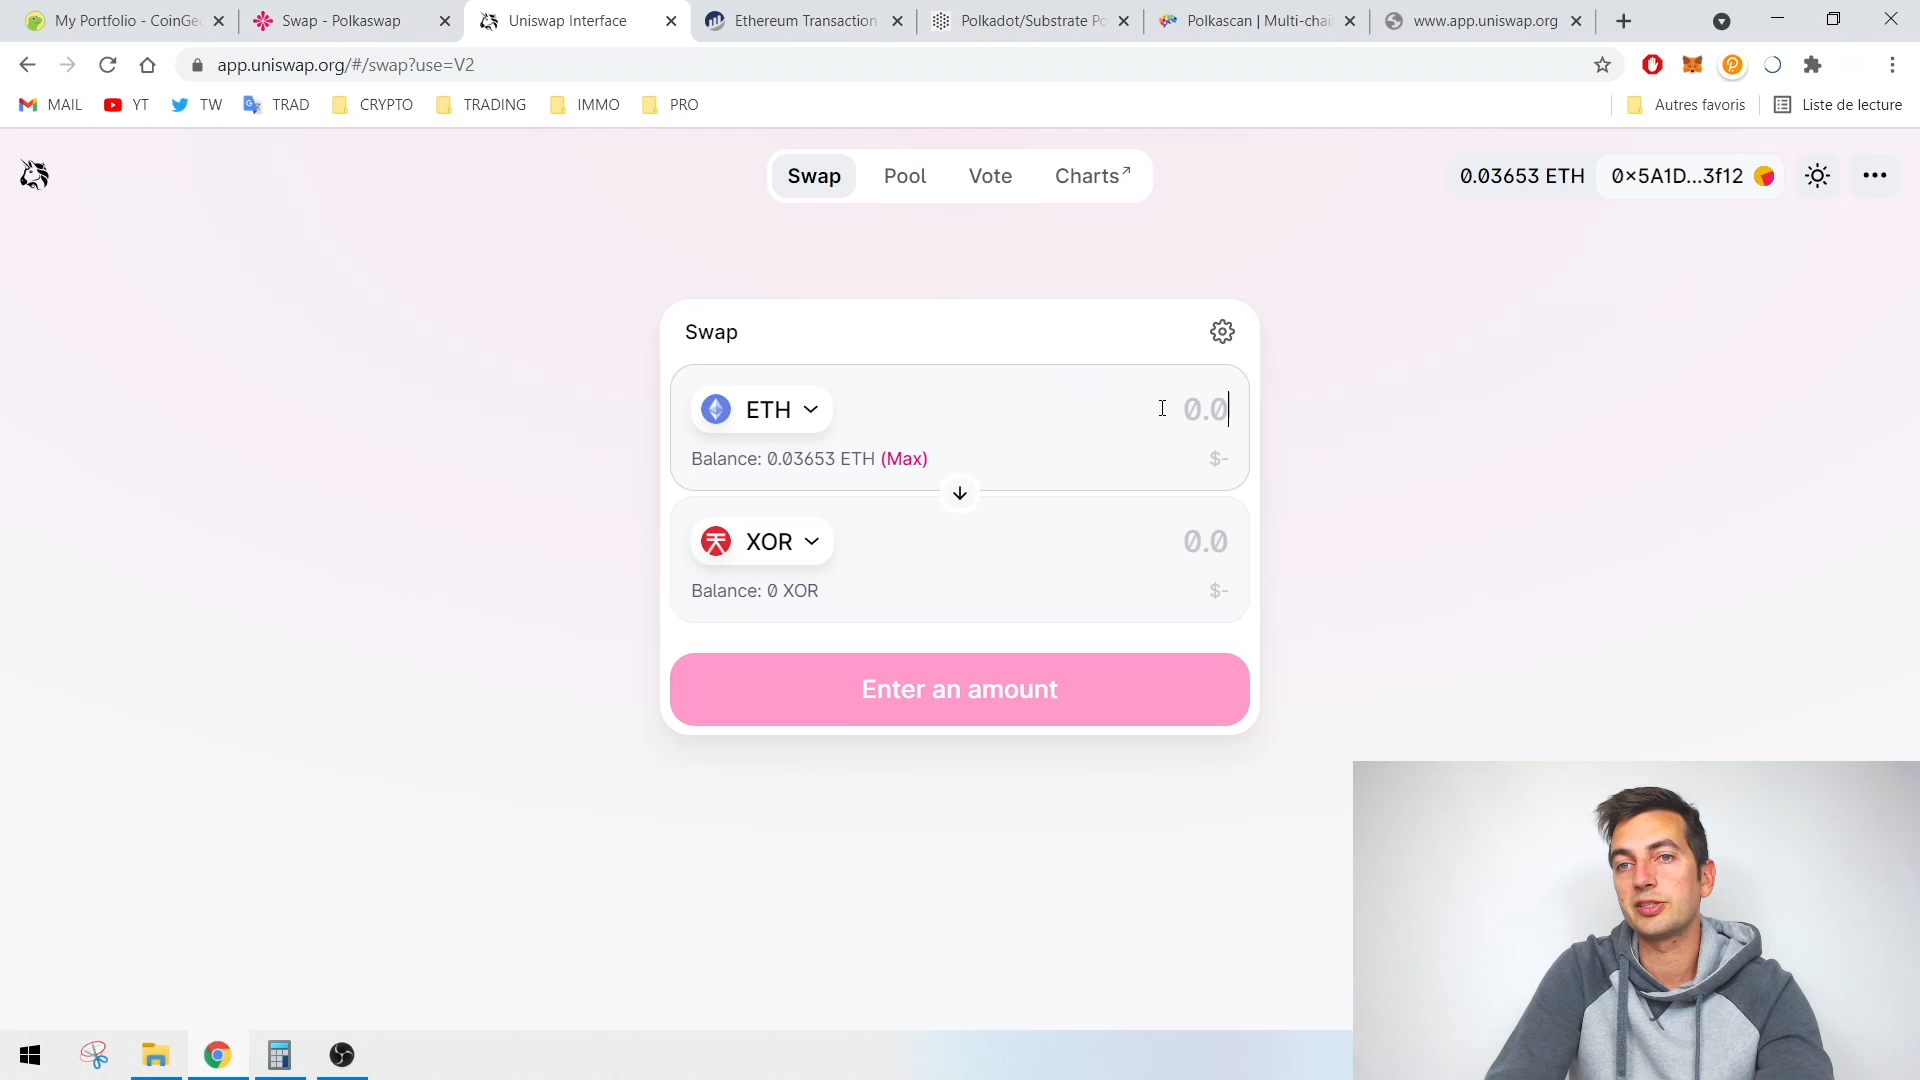 My Portfolio - CoinGe
Swap - Polkaswap
Uniswap Interface
Ethereum Transaction
Polkadot/Substrate Po
Polkascan | Multi-chai
www.app.uniswap.org
app.uniswap.org/#/swap?use=V2
MAIL
YT
TW
TRAD
CRYPTO
TRADING
IMMO
PRO
Autres favoris
Liste de lecture
Swap
Pool
Vote
Charts↗
0.03653 ETH
0×5A1D...3f12
Swap
ETH
0.0
Balance: 0.03653 ETH (Max)
$-
XOR
0.0
Balance: 0 XOR
$-
Enter an amount